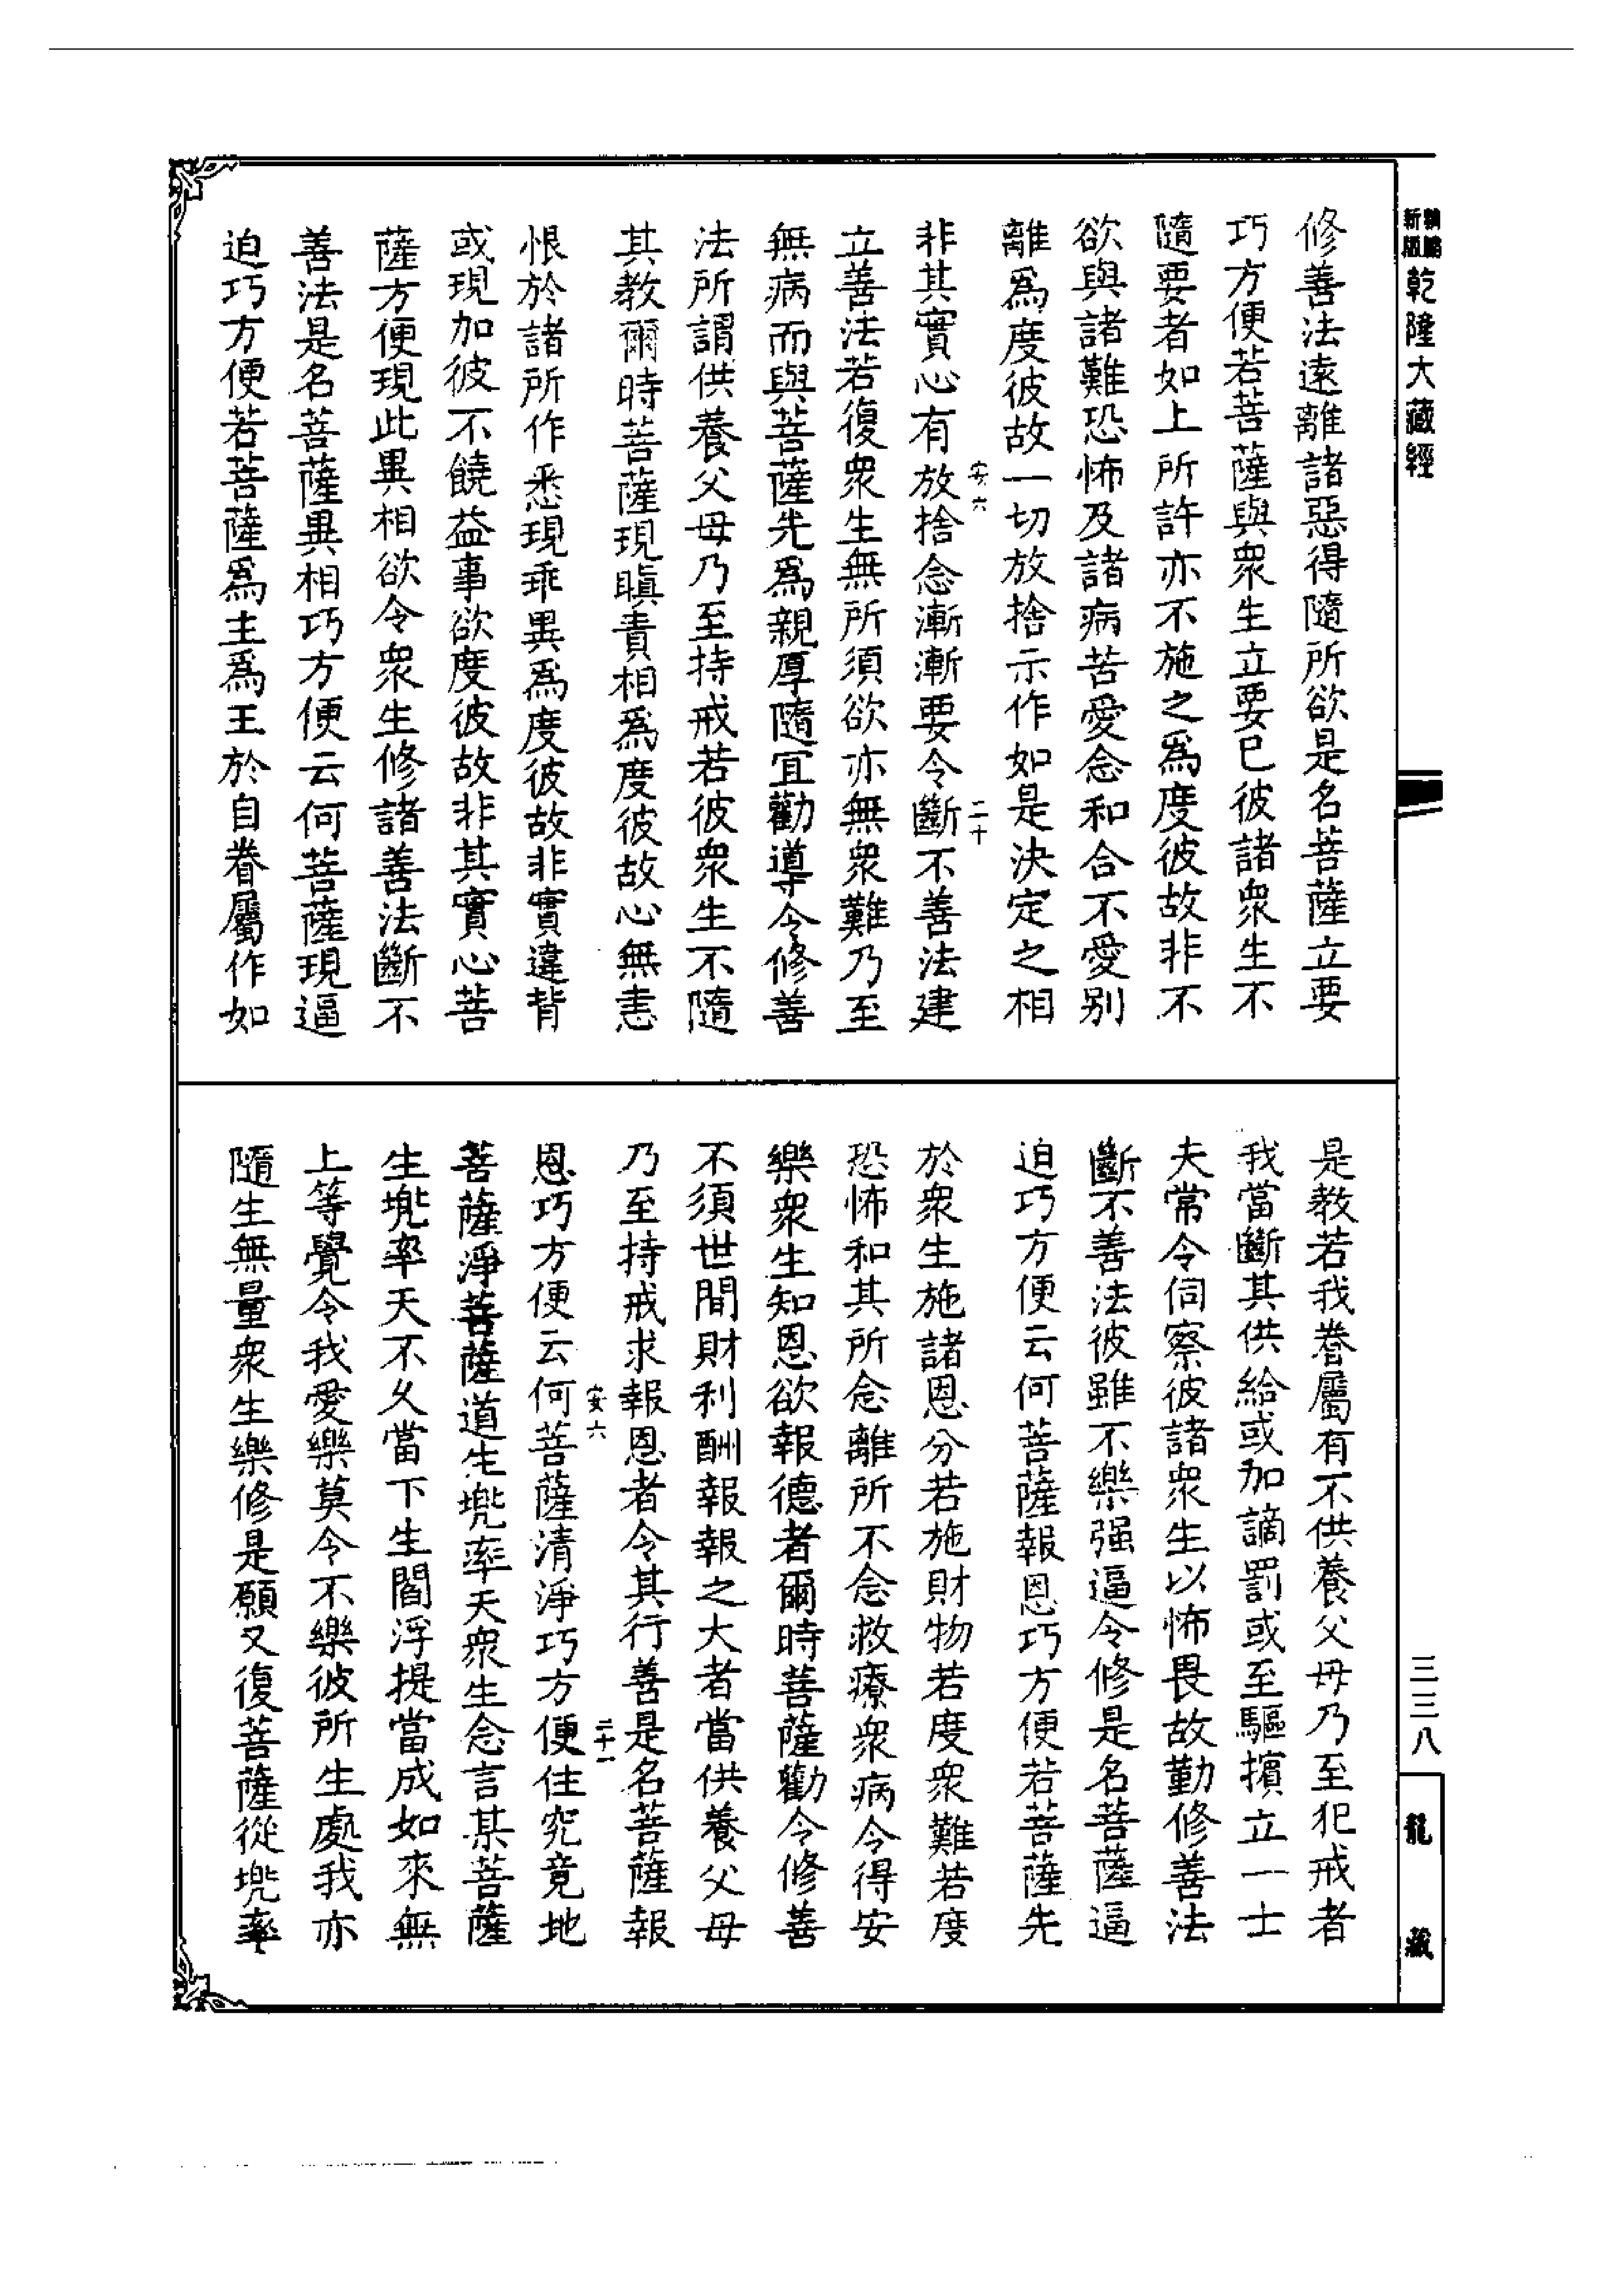 新編
新版
乾隆大藏經
修善法遠離諸惡得隨所欲是名菩薩立要
巧方便若菩薩與衆生立要已彼諸衆生不
隨要者如上所許亦不施之爲度彼故非不
欲與諸難恐怖及諸病苦愛念和合不愛別
離爲度彼故一切放捨示作如是決定之相
安六
二十
非其實心有放捨念漸漸要令斷不善法建
立善法若復衆生無所須欲亦無衆難乃至
無病而與菩薩先爲親厚隨宜勸導令修善
法所謂供養父母乃至持戒若彼衆生不隨
其教爾時菩薩現瞋責相爲度彼故心無恚
恨於諸所作悉現乖異爲度彼故非實違背
或現加彼不饒益事欲度彼故非其實心菩
薩方便現此異相欲令衆生修諸善法斷不
善法是名菩薩異相巧方便云何菩薩現逼
迫巧方便若菩薩爲主爲王於自眷屬作如
是教若我眷屬有不供養父母乃至犯戒者
我當斷其供給或加謫罰或至驅擯立一士
夫常令伺察彼諸衆生以怖畏故勤修善法
斷不善法彼雖不樂强逼令修是名菩薩逼
迫巧方便云何菩薩報恩巧方便若菩薩先
於衆生施諸恩分若施財物若度衆難若度
恐怖和其所念離所不念救療衆病令得安
樂衆生知恩欲報德者爾時菩薩勸令修善
不須世間財利酬報報之大者當供養父母
乃至持戒求報恩者令其行善是名菩薩報
安六
二十一
恩巧方便云何菩薩清淨巧方便住究竟地
菩薩淨菩薩道生兠率天衆生念言某菩薩
生兠率天不久當下生閻浮提當成如來無
上等覺令我愛樂莫令不樂彼所生處我亦
隨生無量衆生樂修是願又復菩薩從兠率
三三八
龍藏